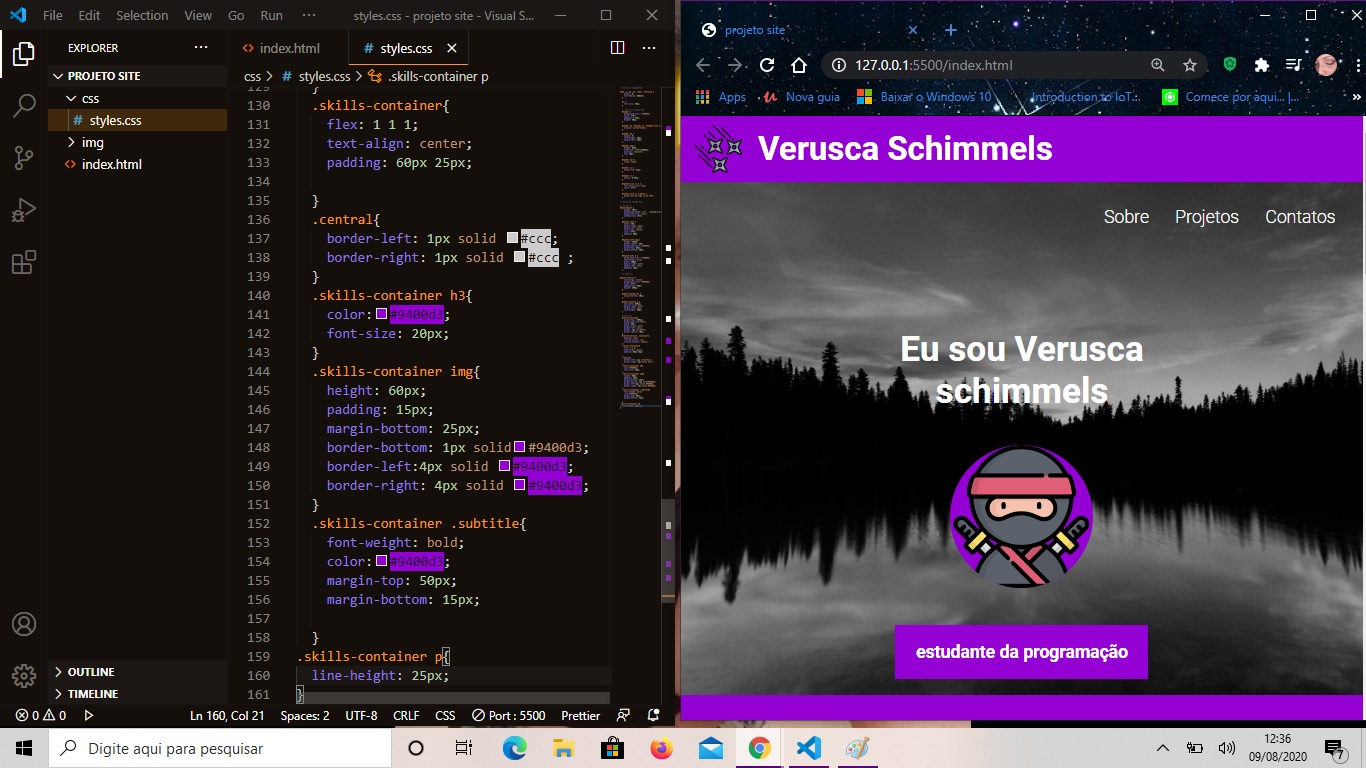 File Edit Selection View Go Run ··· styles.css - projeto site - Visual S...
EXPLORER ···
PROJETO SITE
css
# styles.css
img
<> index.html
OUTLINE
TIMELINE
<> index.html # styles.css ···
css > # styles.css > .skills-container p
129 }
130 .skills-container{
131 flex: 1 1 1;
132 text-align: center;
133 padding: 60px 25px;
134
135 }
136 .central{
137 border-left: 1px solid #ccc;
138 border-right: 1px solid #ccc ;
139 }
140 .skills-container h3{
141 color:#9400d3;
142 font-size: 20px;
143 }
144 .skills-container img{
145 height: 60px;
146 padding: 15px;
147 margin-bottom: 25px;
148 border-bottom: 1px solid#9400d3;
149 border-left:4px solid #9400d3;
150 border-right: 4px solid #9400d3;
151 }
152 .skills-container .subtitle{
153 font-weight: bold;
154 color:#9400d3;
155 margin-top: 50px;
156 margin-bottom: 15px;
157
158 }
159 .skills-container p{
160 line-height: 25px;
161 }
0 0 Ln 160, Col 21 Spaces: 2 UTF-8 CRLF CSS Port : 5500 Prettier
projeto site
127.0.0.1:5500/index.html
Apps Nova guia Baixar o Windows 10 Introduction to IoT:... Comece por aqui... |... »
Verusca Schimmels
Sobre Projetos Contatos
Eu sou Verusca
schimmels
estudante da programação
Digite aqui para pesquisar
12:36
09/08/2020
7